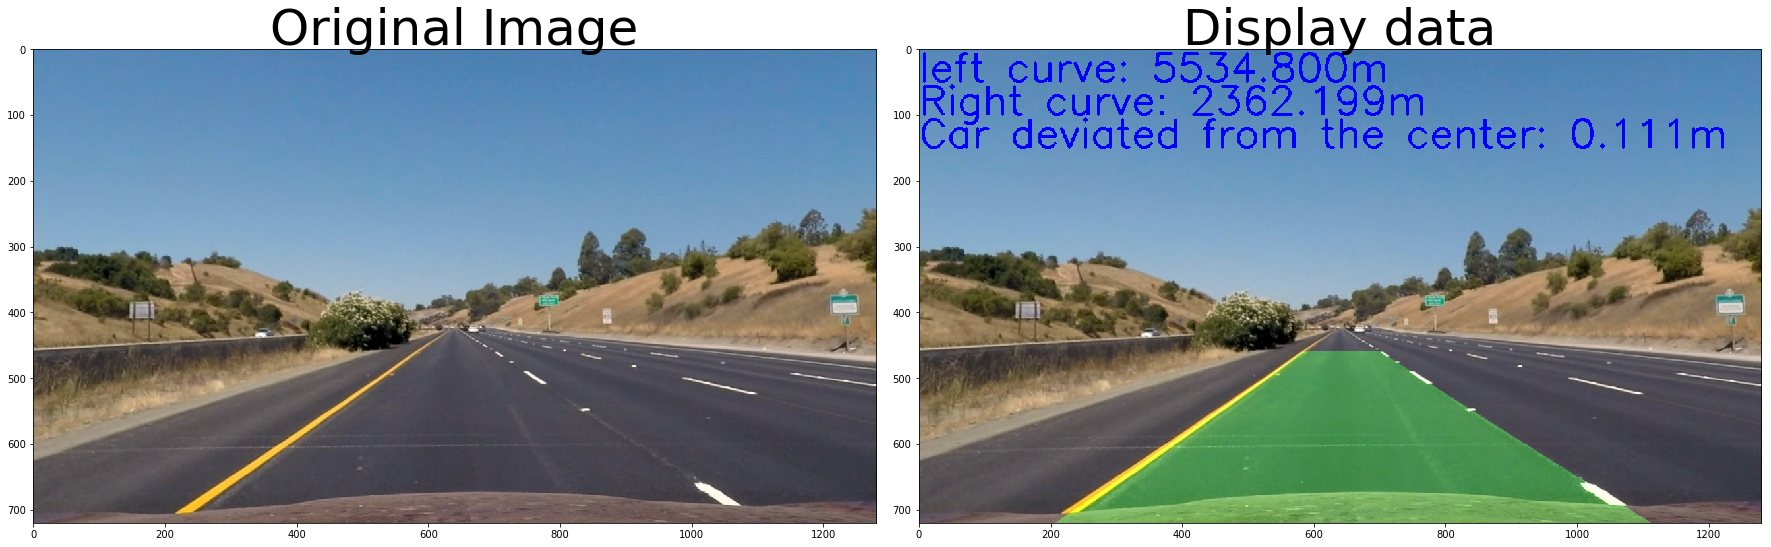 Original Image
0
100
200
300
400
500
600
700
0 200 400 600 800 1000 1200
Display data
left curve: 5534.800m
Right curve: 2362.199m
Car deviated from the center: 0.111m
0
100
200
300
400
500
600
700
0 200 400 600 800 1000 1200